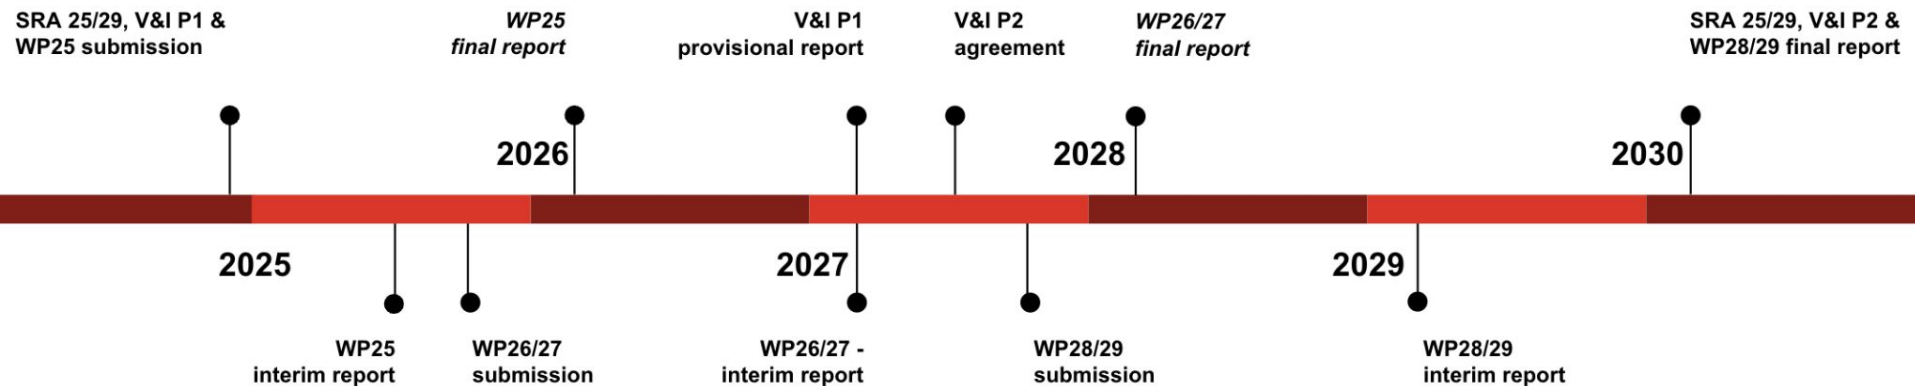 SRA 25/29, V&I P1 &
WP25 submission
WP25
final report
V&I P1
provisional report
V&I P2
agreement
WP26/27
final report
SRA 25/29, V&I P2 &
WP28/29 final report
2026
2028
2030
2025
2027
2029
WP25
interim report
WP26/27
submission
WP26/27 -
interim report
WP28/29
submission
WP28/29
interim report